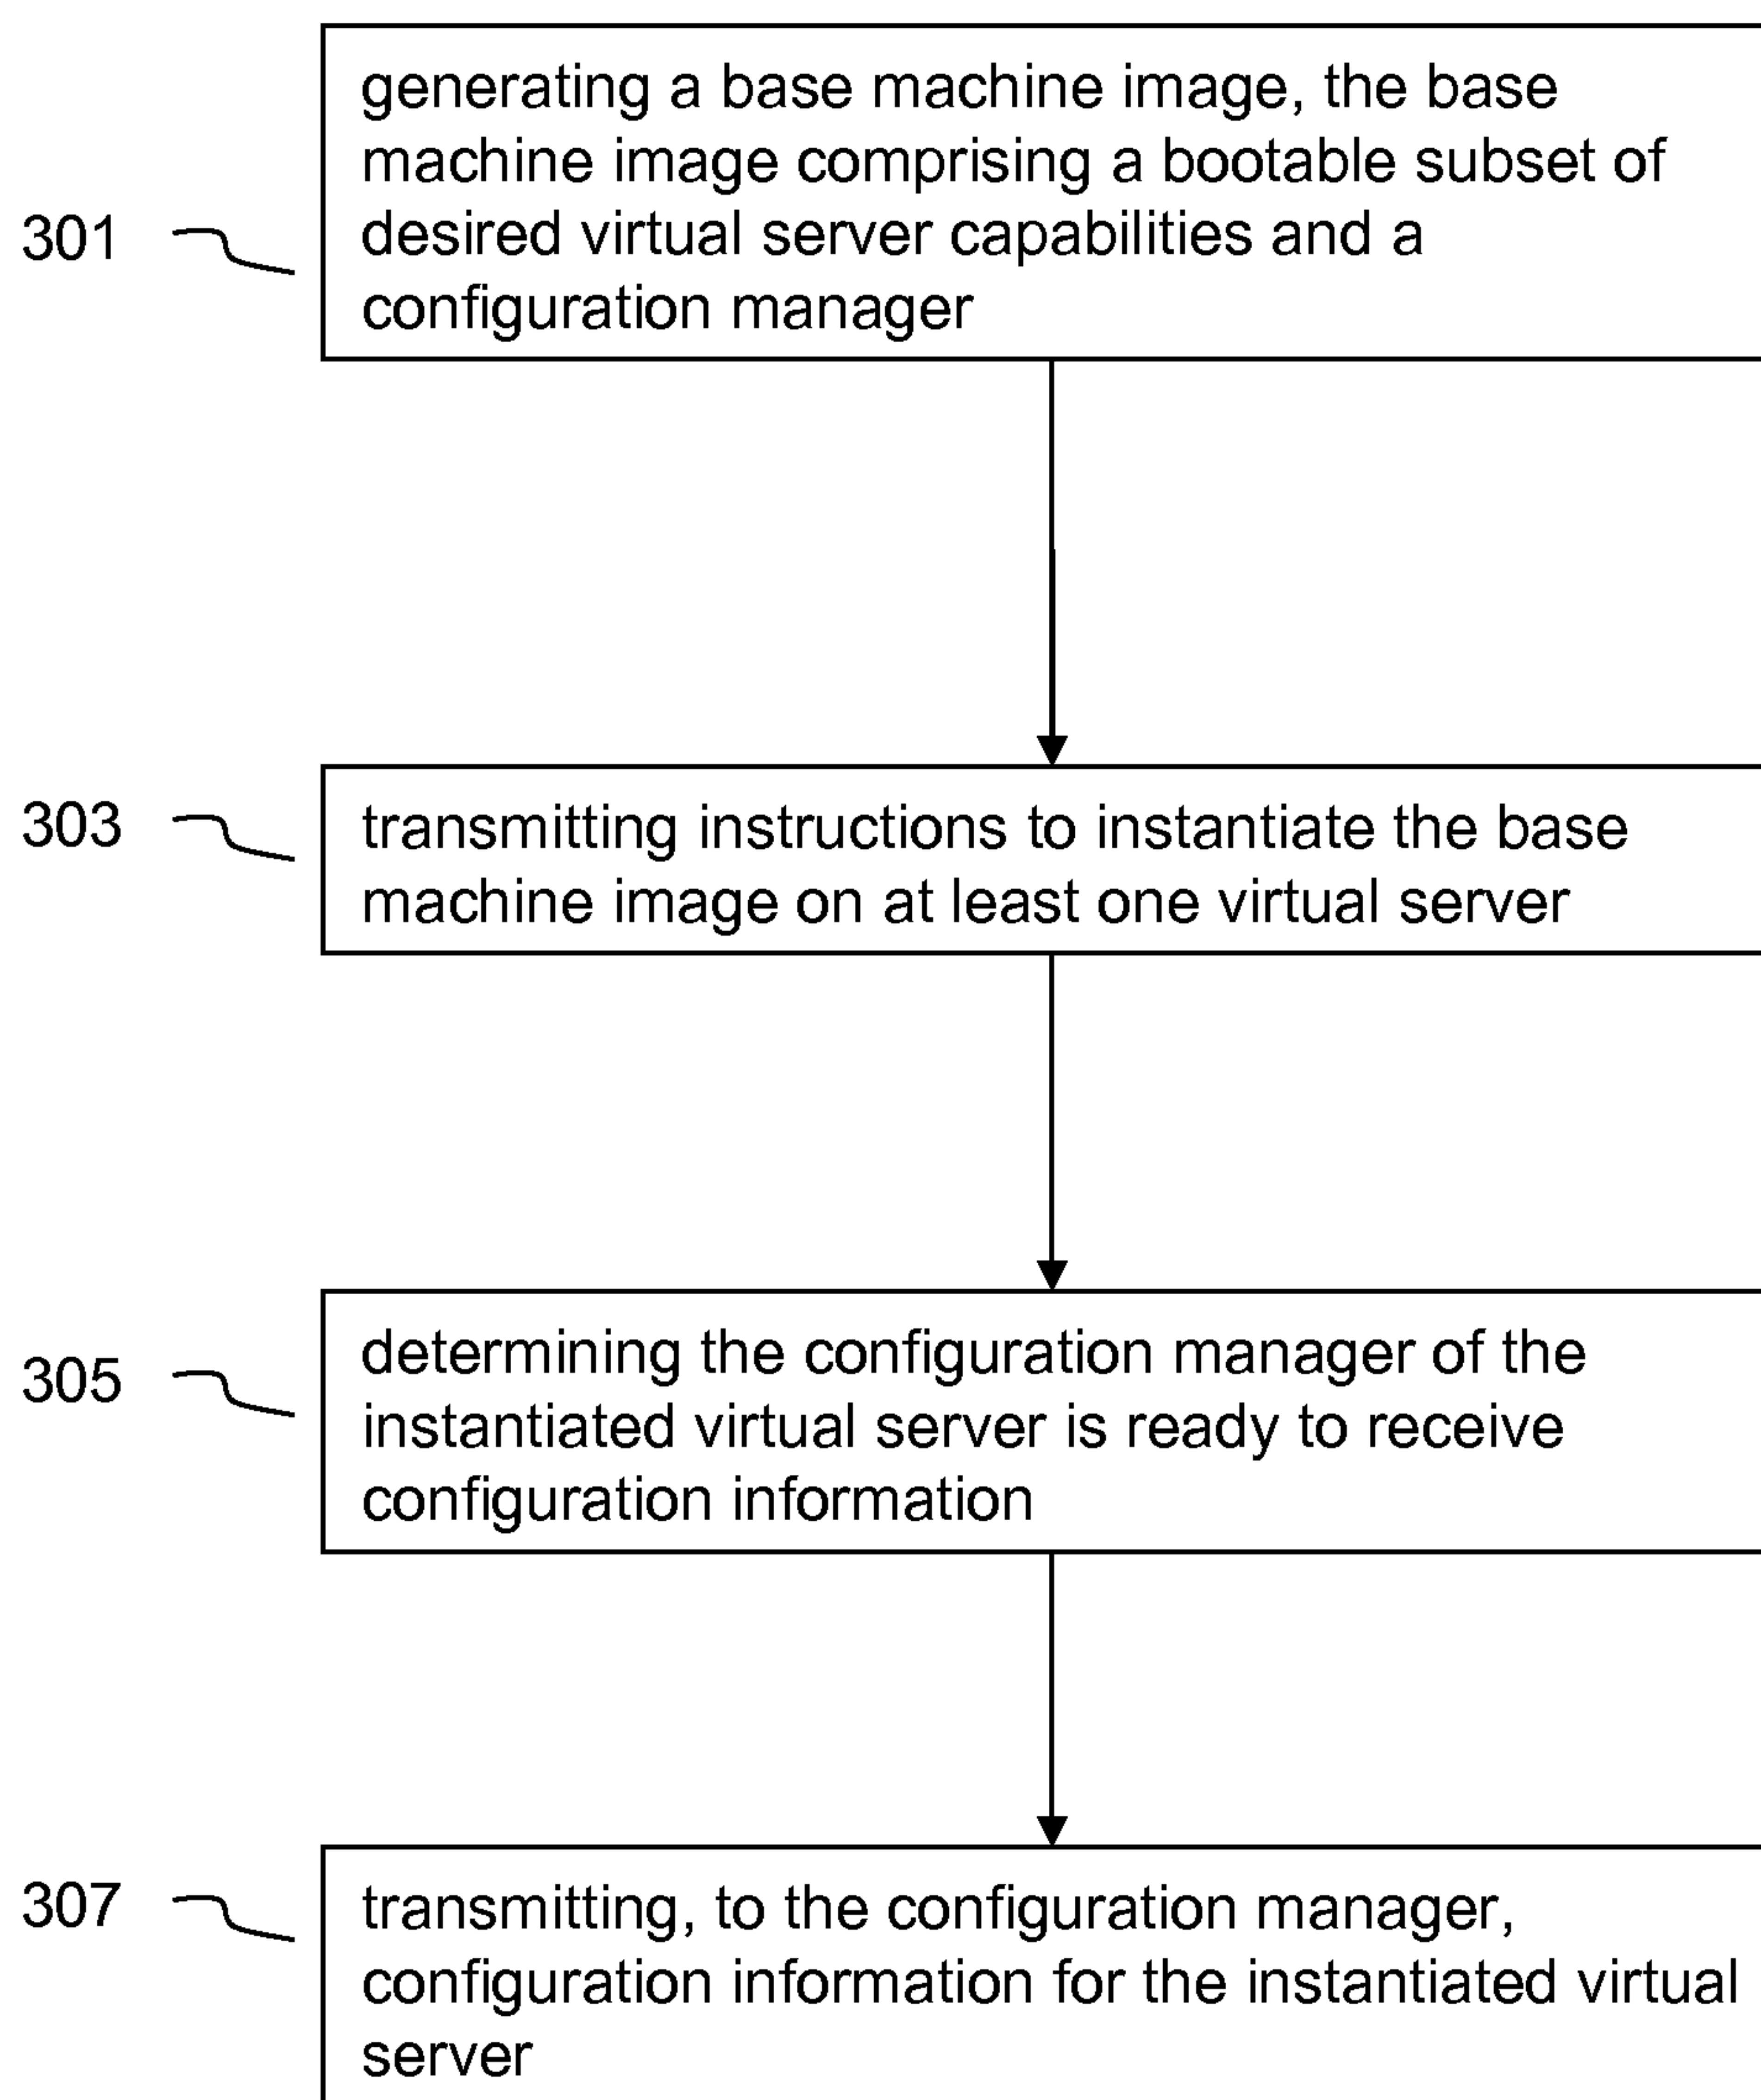 generating a base machine image, the base
machine image comprising a bootable subset of
301
desired virtual server capabilities and a
configuration manager
303
transmitting instructions to instantiate the base
machine image on at least one virtual server
305
determining the configuration manager of the
instantiated virtual server is ready to receive
configuration information
307
transmitting, to the configuration manager,
configuration information for the instantiated virtual
server